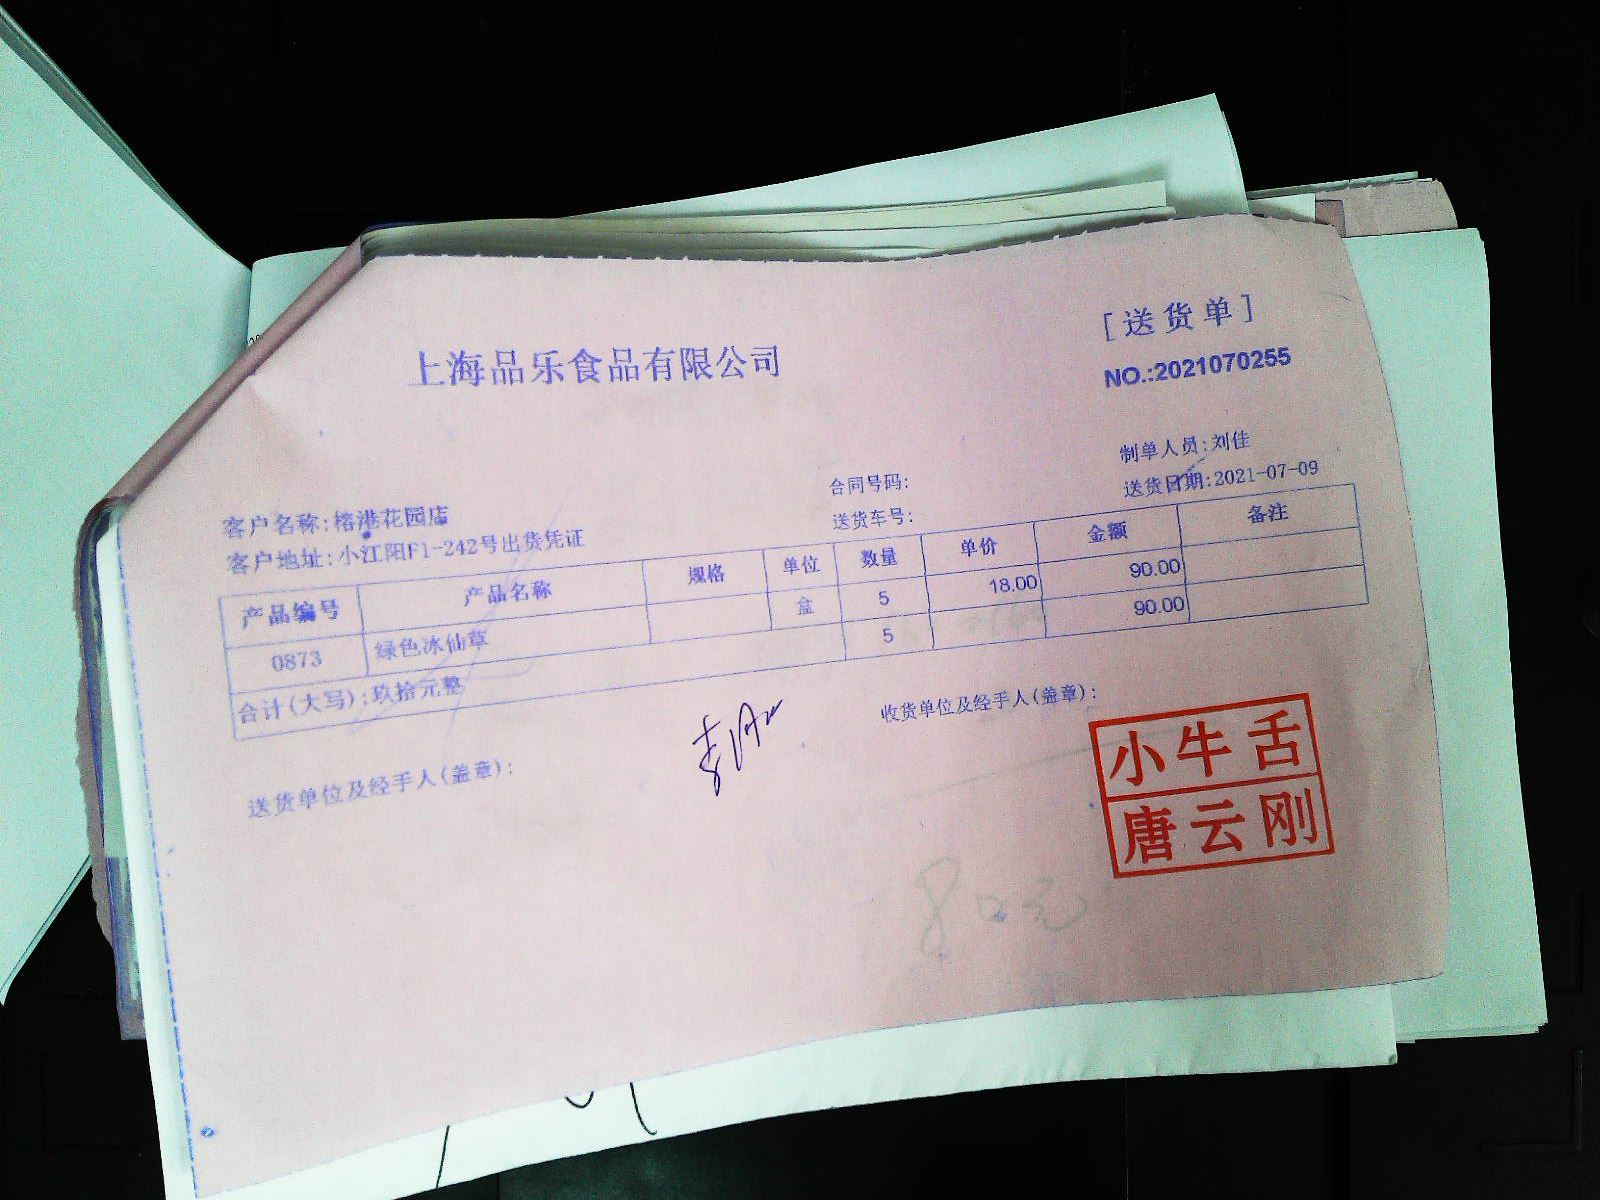 [送货单]
上海品乐食品有限公司
NO.:2021070255
制单人员:刘佳
合同号码:
送货日期:2021-07-09
客户名称:榕港花园店
送货车号:
客户地址:小江阳F1-242号出货凭证
产品编号 产品名称 规格 单位 数量 单价 金额 备注
0873 绿色冰仙草 盒 5 18.00 90.00
合计(大写):玖拾元整 5 90.00
送货单位及经手人(盖章):
收货单位及经手人(盖章):
小牛舌
唐云刚